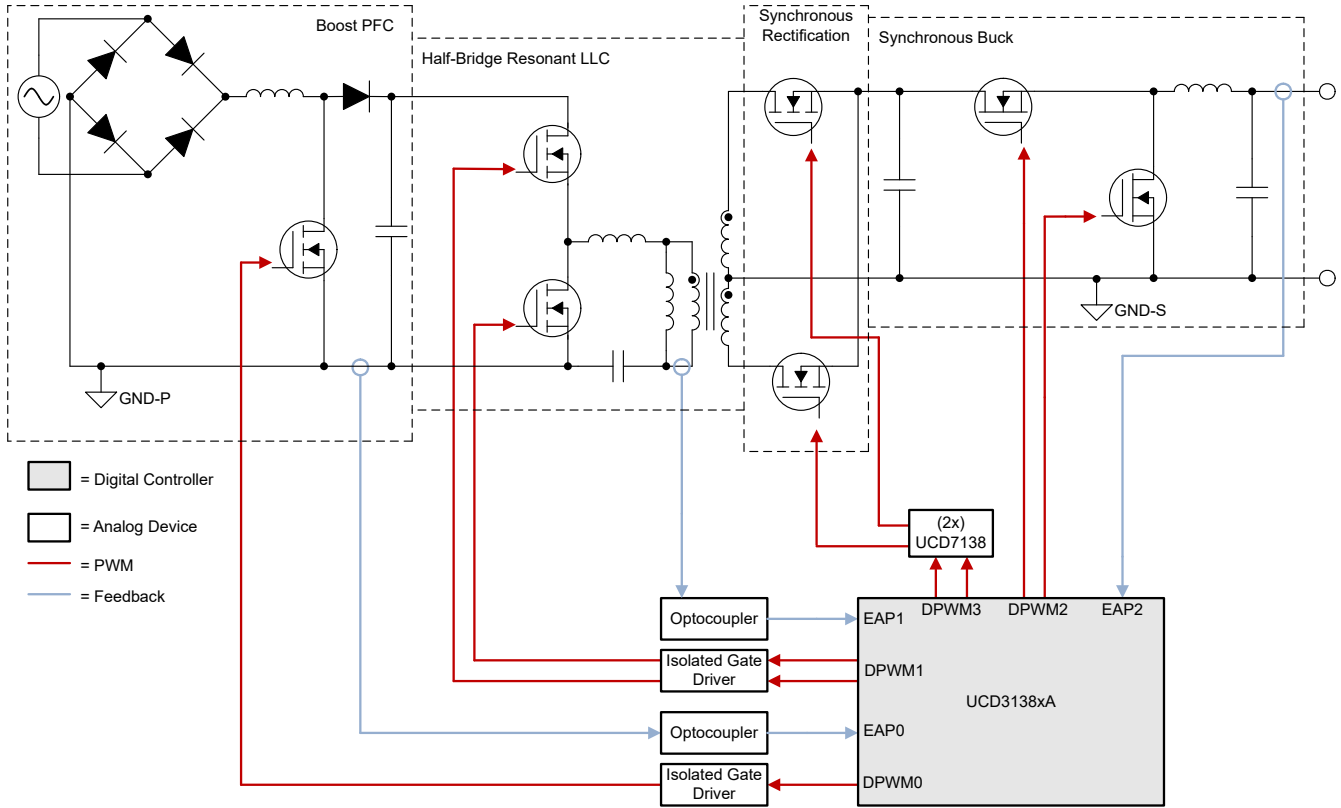 Boost PFC
Half-Bridge Resonant LLC
Synchronous
Rectification
Synchronous Buck
GND-P
GND-S
= Digital Controller
= Analog Device
= PWM
= Feedback
(2x)
UCD7138
DPWM3
DPWM2
EAP2
Optocoupler
EAP1
Isolated Gate
Driver
DPWM1
UCD3138xA
Optocoupler
EAP0
Isolated Gate
Driver
DPWM0